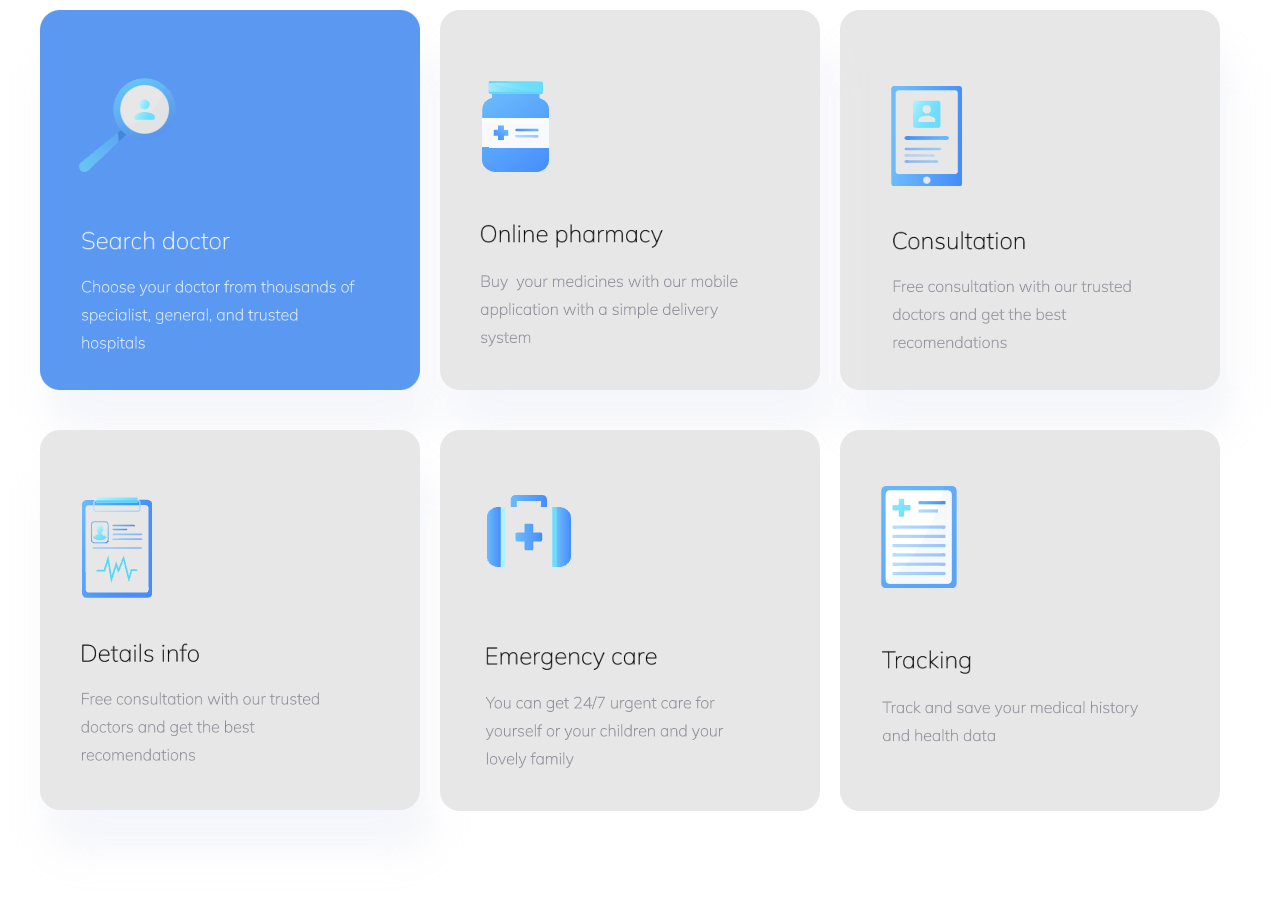 Search doctor
Choose your doctor from thousands of
specialist, general, and trusted
hospitals
Online pharmacy
Buy  your medicines with our mobile
application with a simple delivery
system
Consultation
Free consultation with our trusted
doctors and get the best
recomendations
Details info
Free consultation with our trusted
doctors and get the best
recomendations
Emergency care
You can get 24/7 urgent care for
yourself or your children and your
lovely family
Tracking
Track and save your medical history
and health data